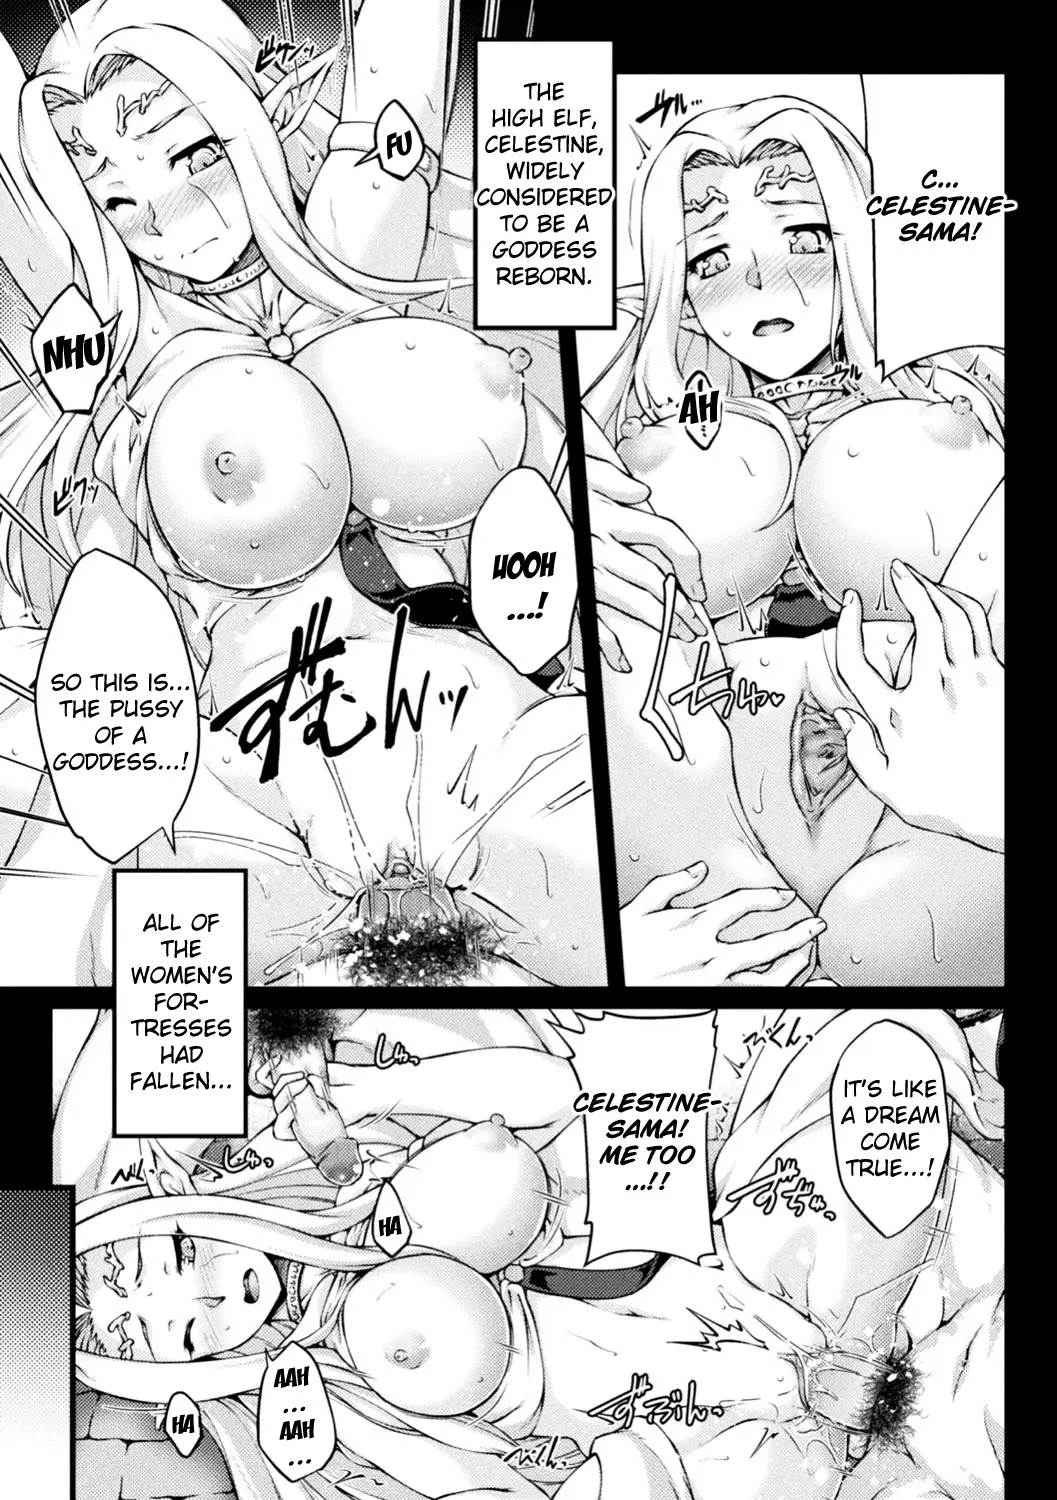 C...
CELESTINE-
SAMA!
AH
...
THE
HIGH ELF,
CELESTINE,
WIDELY
CONSIDERED
TO BE A
GODDESS
REBORN.
FU
NHU
UOOH
...!
ずむんッ
SO THIS IS...
THE PUSSY
OF A
GODDESS...!
ALL OF
THE
WOMEN'S
FOR-
TRESSES
HAD
FALLEN...
IT'S LIKE
A DREAM
COME
TRUE...!
CELESTINE-
SAMA!
ME TOO
...!!
HA
HA
AAH
...
AAH